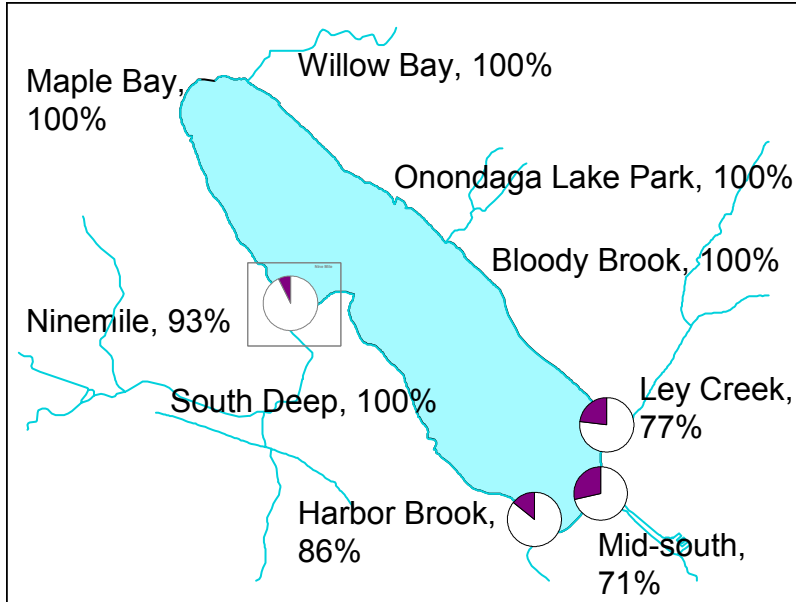 Willow Bay, 100%
Maple Bay,
100%
Onondaga Lake Park, 100%
Bloody Brook, 100%
Ninemile, 93%
South Deep, 100%
Ley Creek,
77%
Harbor Brook,
86%
Mid-south,
71%